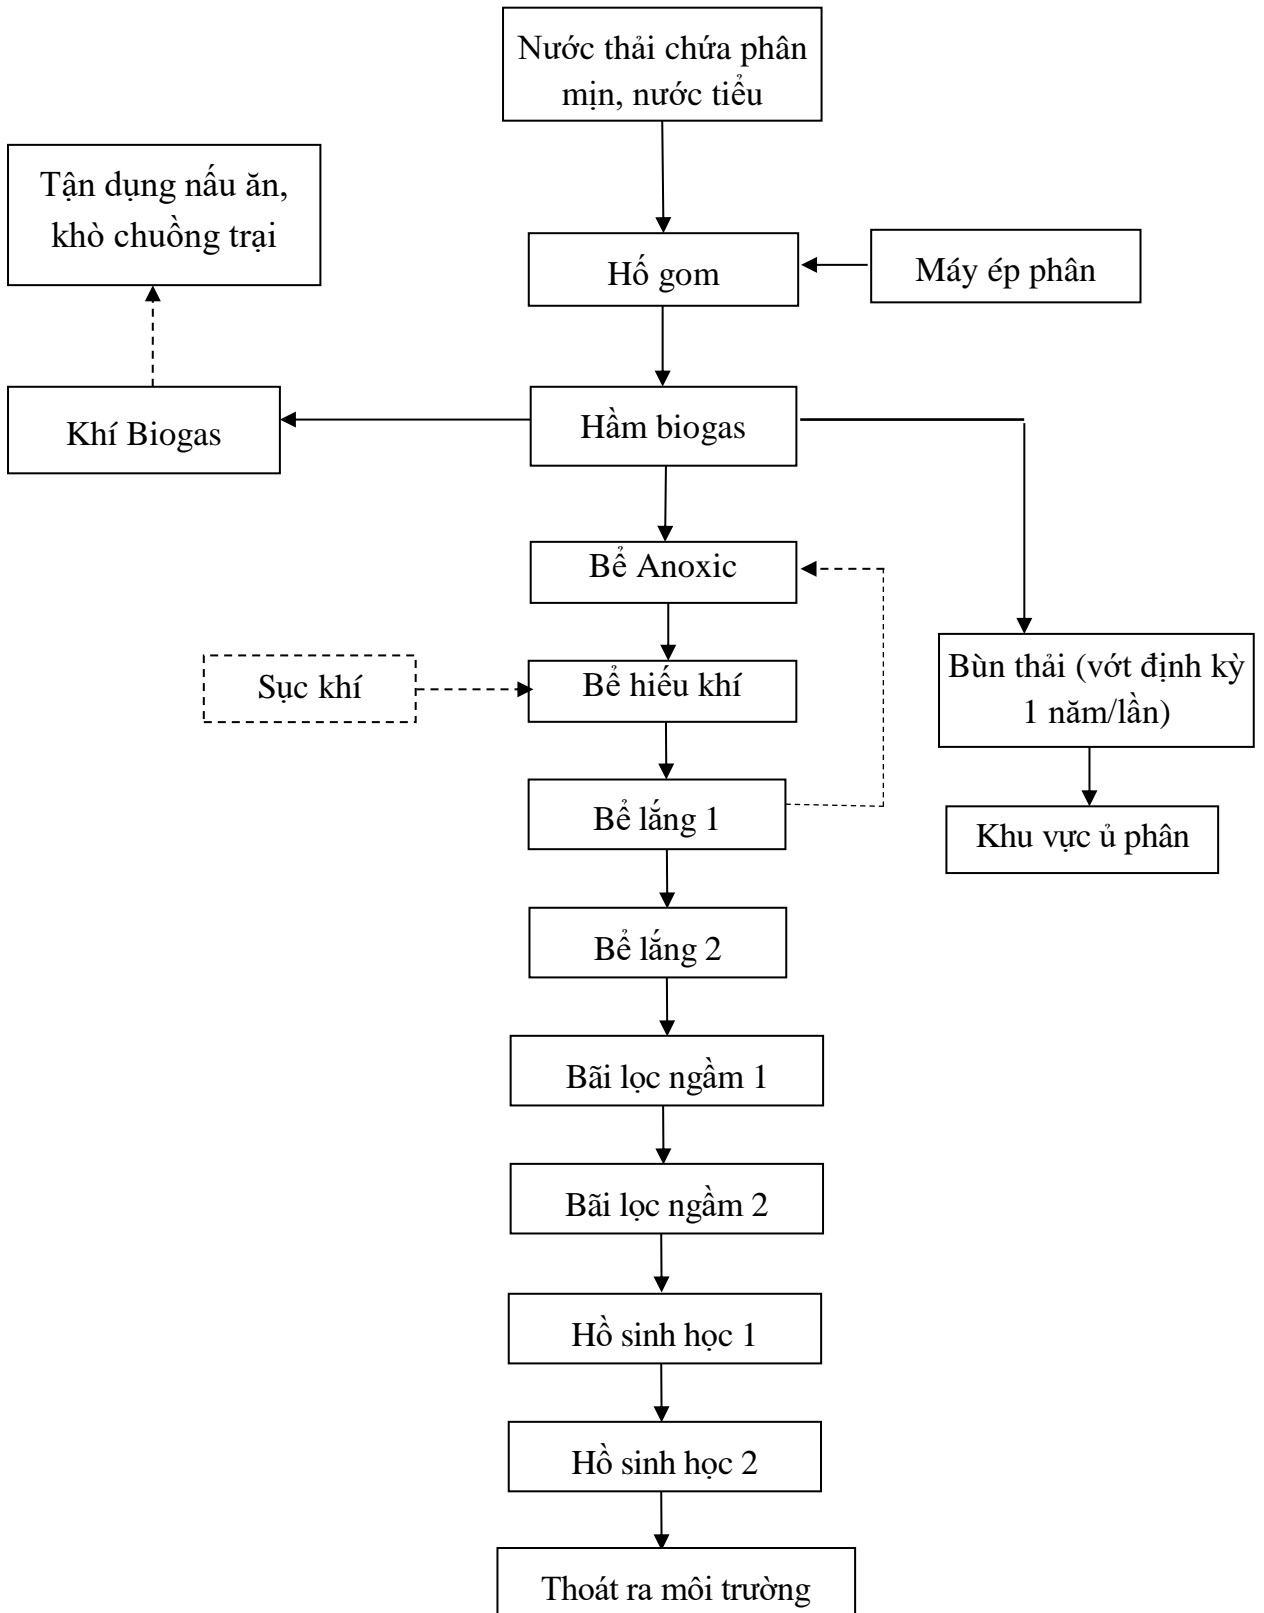 Nước thải chứa phân
mịn, nước tiểu
Tận dụng nấu ăn,
khò chuồng trại
Hố gom
Máy ép phân
Khí Biogas
Hầm biogas
Bể Anoxic
Sục khí
Bể hiếu khí
Bùn thải (vớt định kỳ
1 năm/lần)
Bể lắng 1
Khu vực ủ phân
Bể lắng 2
Bãi lọc ngầm 1
Bãi lọc ngầm 2
Hồ sinh học 1
Hồ sinh học 2
Thoát ra môi trường